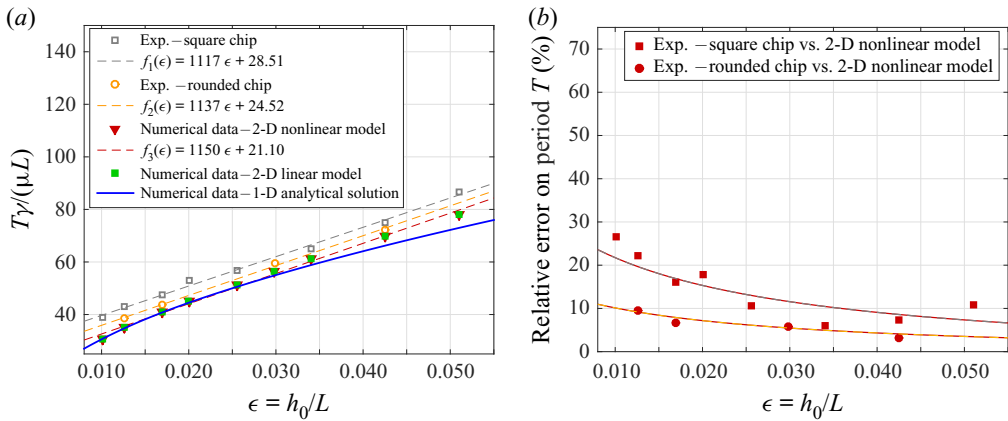 (a)
140
120
100
80
60
40
Tγ/(μL)
Exp. – square chip
f1(ϵ) = 1117 ϵ + 28.51
Exp. – rounded chip
f2(ϵ) = 1137 ϵ + 24.52
Numerical data – 2-D nonlinear model
f3(ϵ) = 1150 ϵ + 21.10
Numerical data – 2-D linear model
Numerical data – 1-D analytical solution
0.010 0.020 0.030 0.040 0.050
ϵ = h0/L
(b)
70
60
50
40
30
20
10
0
Relative error on period T (%)
Exp. – square chip vs. 2-D nonlinear model
Exp. – rounded chip vs. 2-D nonlinear model
0.010 0.020 0.030 0.040 0.050
ϵ = h0/L